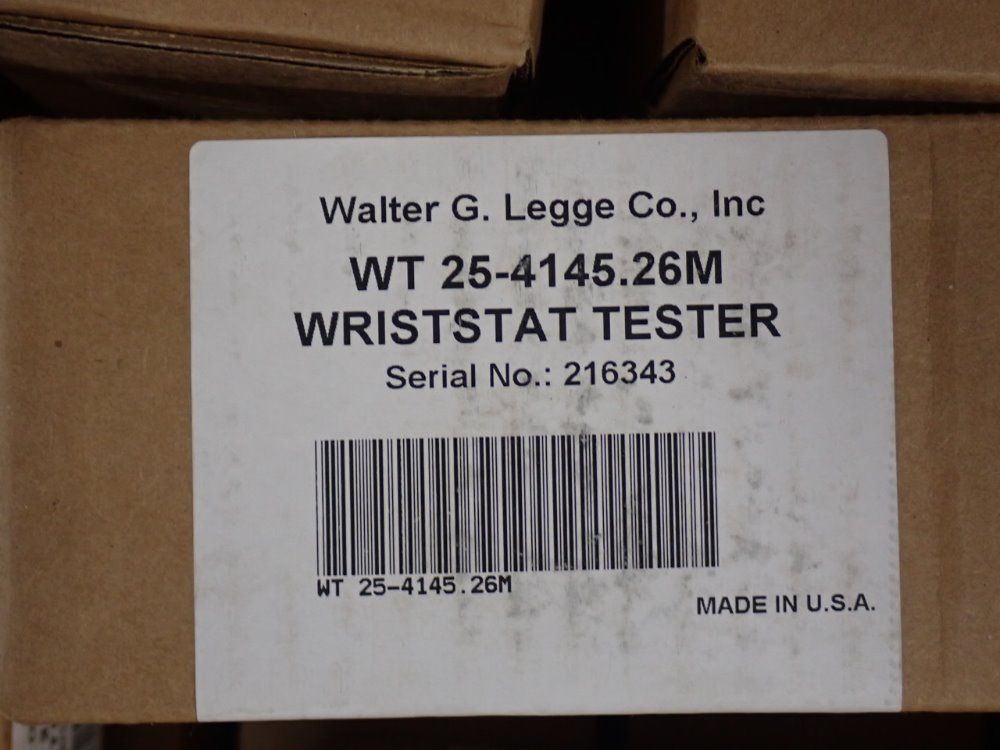 Walter G. Legge Co., Inc
WT 25-4145.26M
WRISTSTAT TESTER
Serial No.: 216343
WT 25-4145.26M
MADE IN U.S.A.